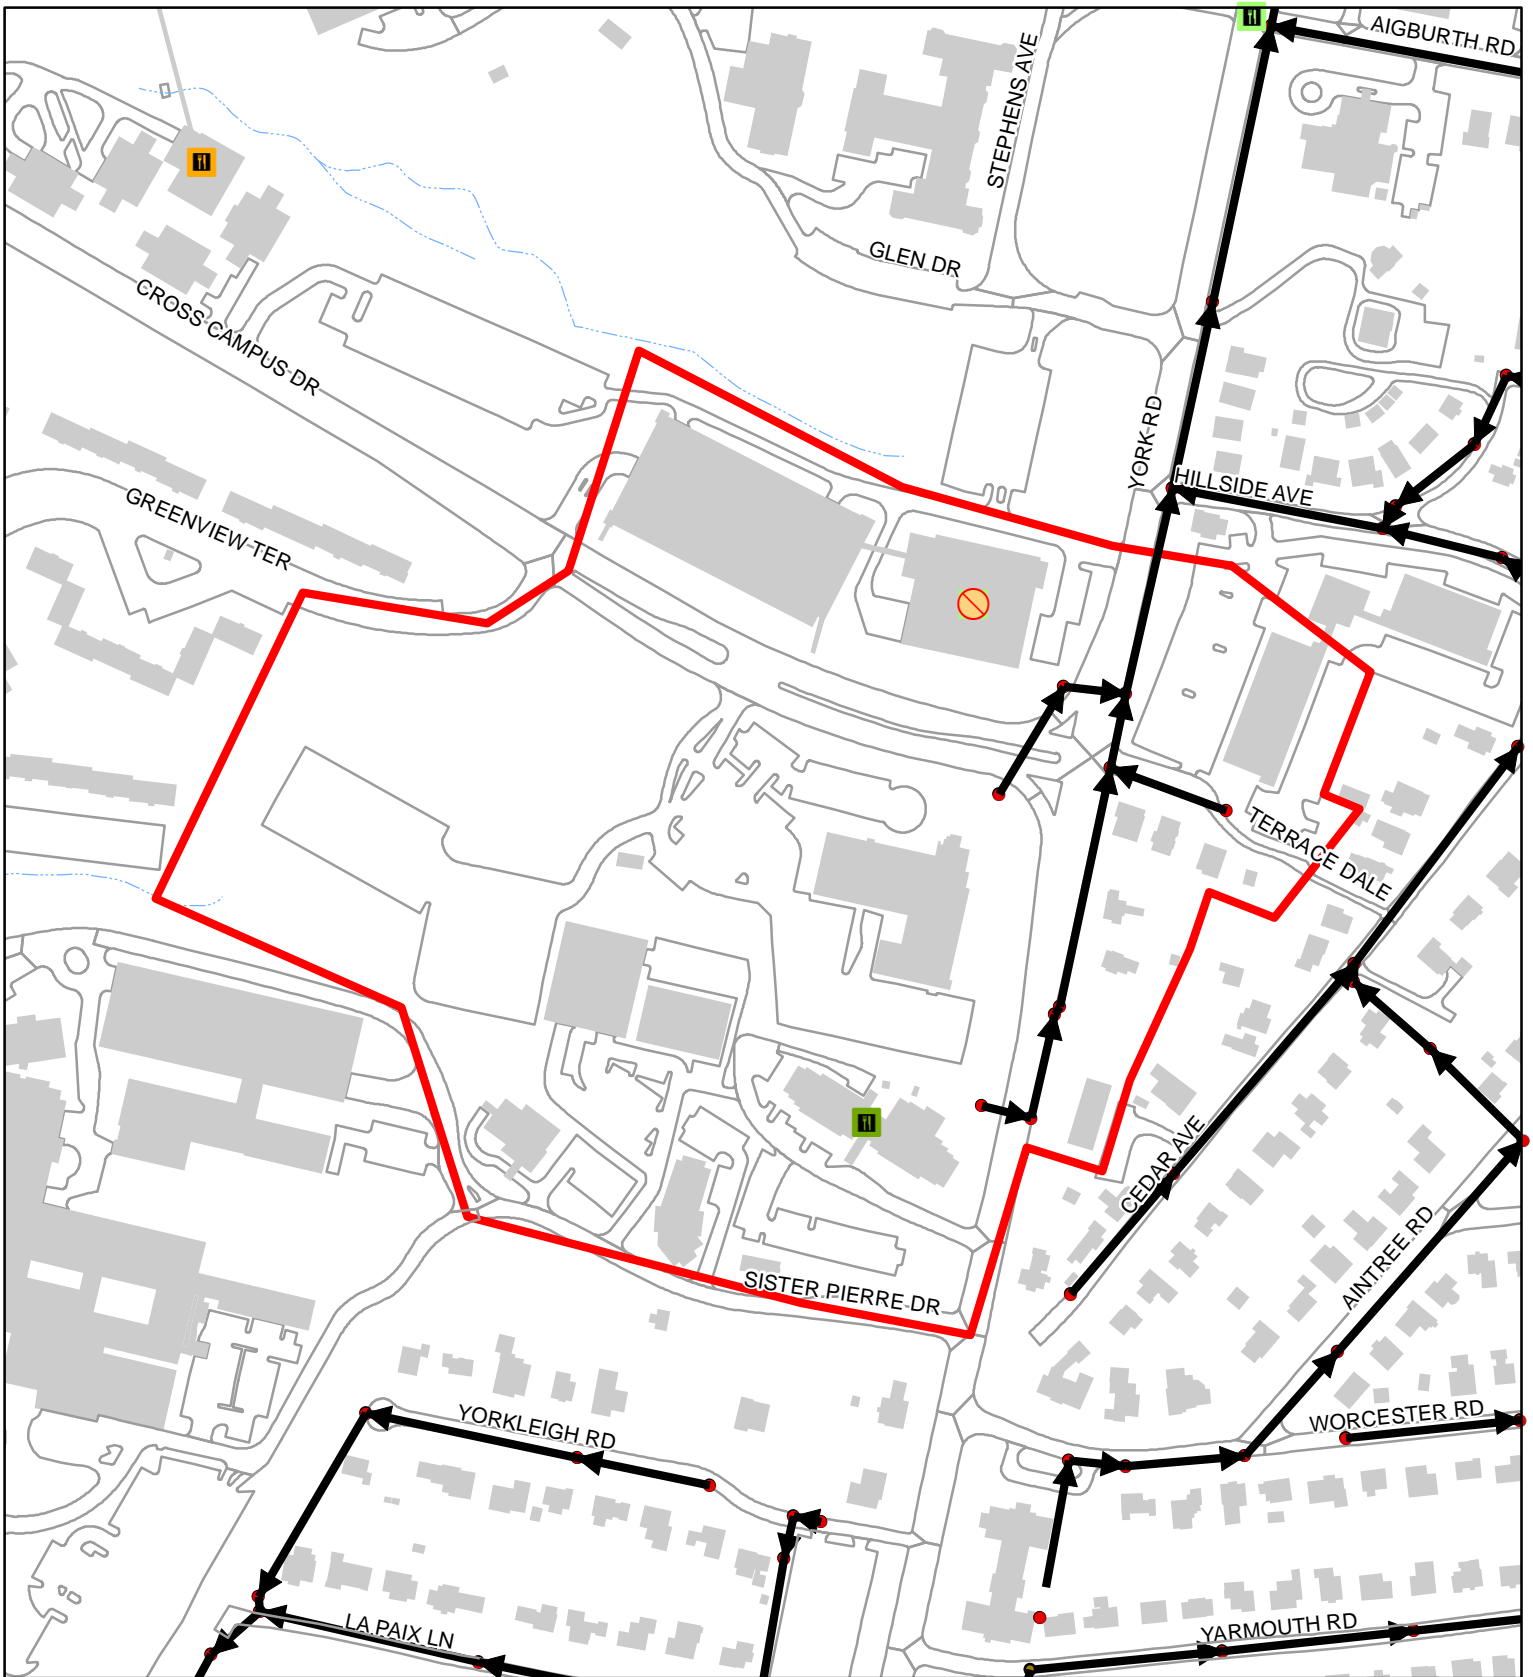 AIGBURTH RD
STEPHENS AVE
GLEN DR
CROSS CAMPUS DR
YORK RD
HILLSIDE AVE
GREENVIEW TER
TERRACE DALE
CEDAR AVE
AINTREE RD
SISTER PIERRE DR
YORKLEIGH RD
WORCESTER RD
LA PAIX LN
YARMOUTH RD